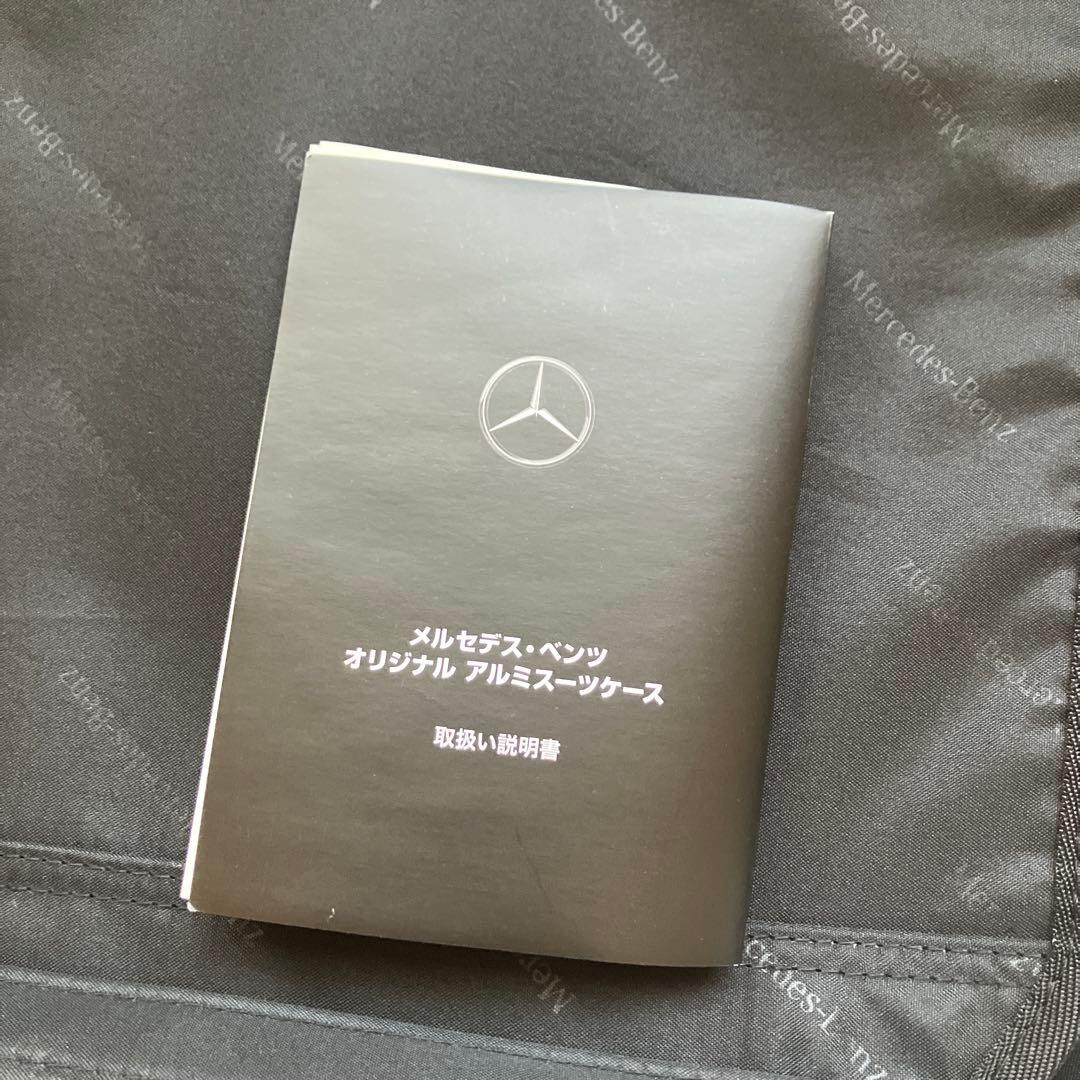 Mercedes-Benz
メルセデス・ベンツ
オリジナル アルミスーツケース
取扱い説明書